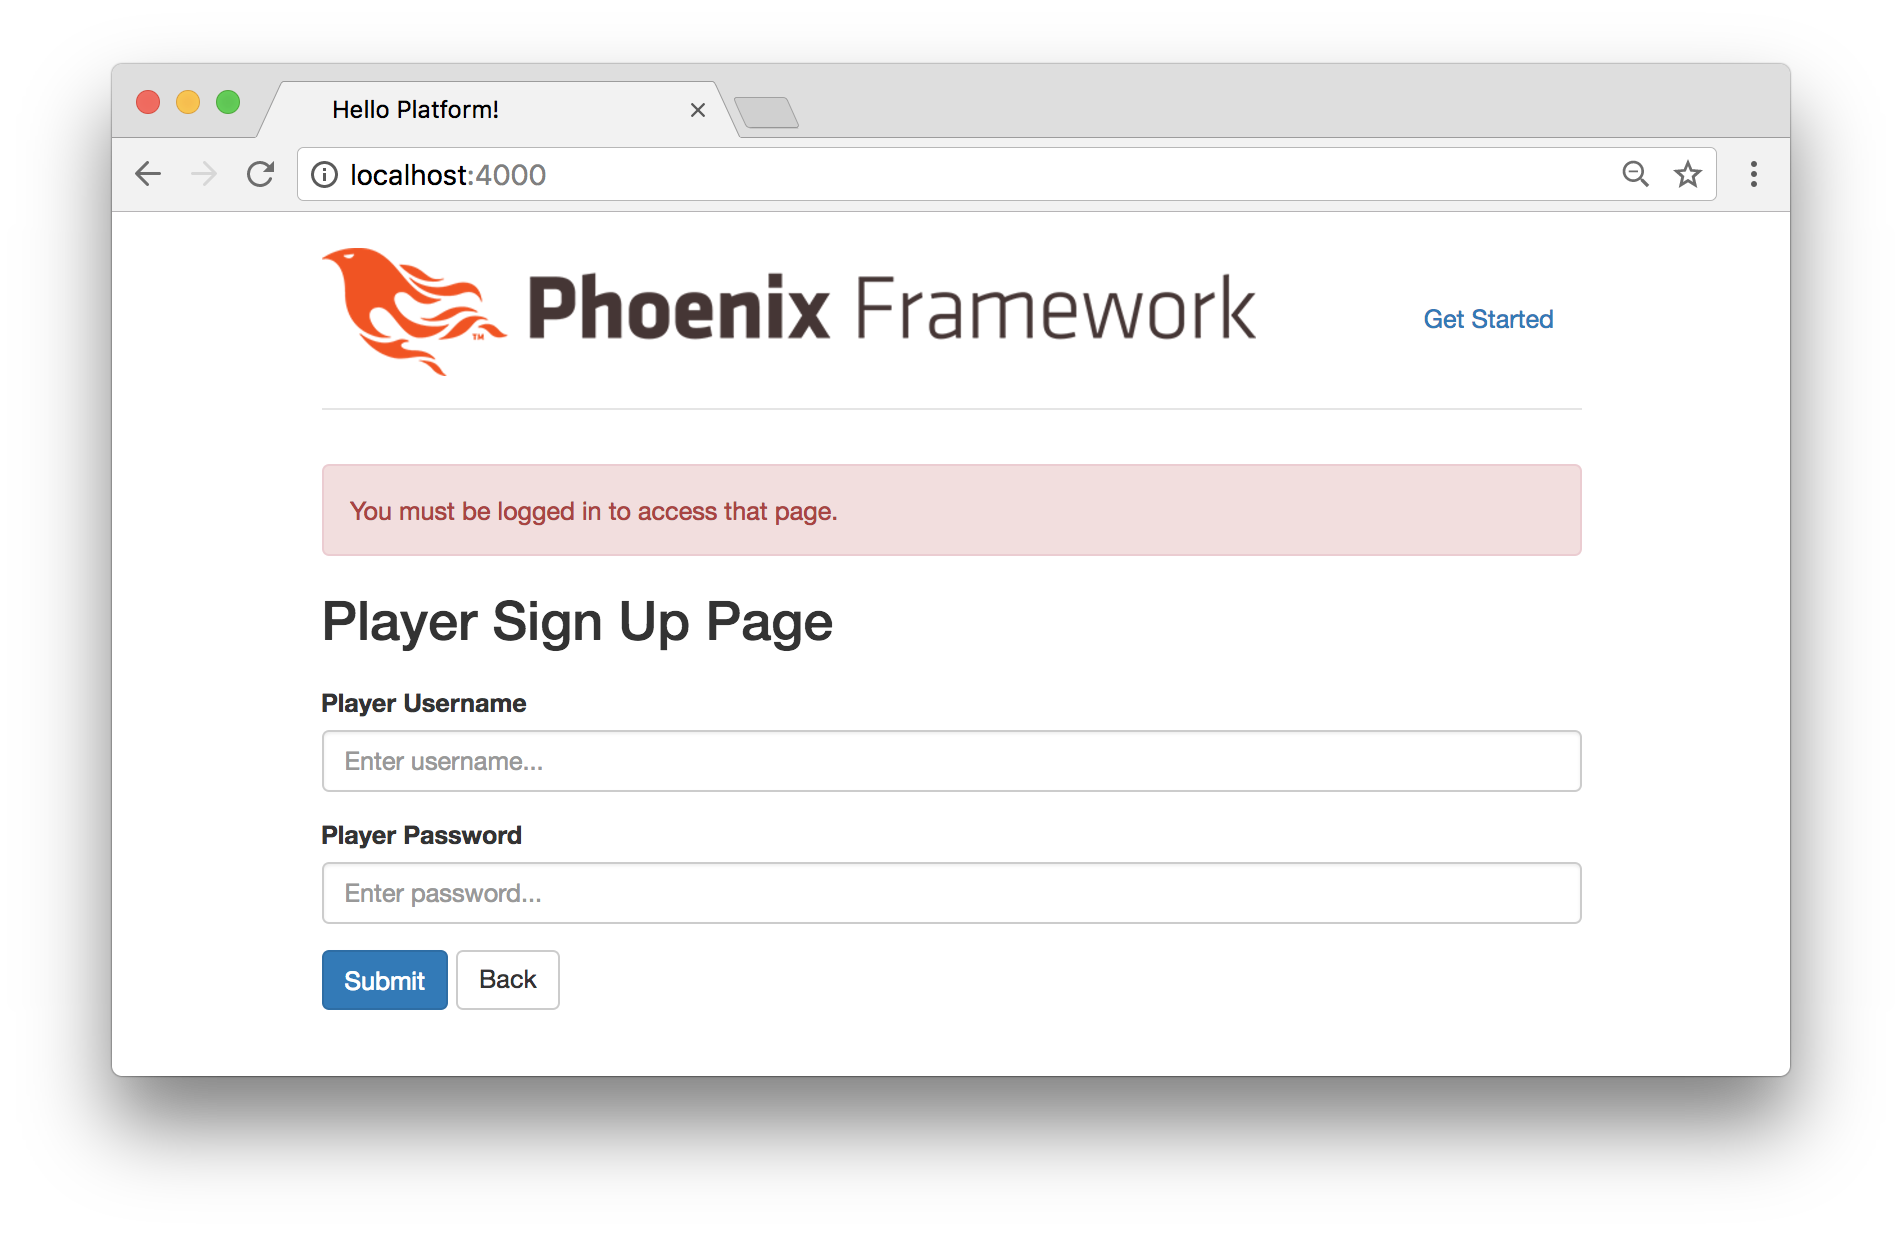 Hello Platform!
localhost:4000
Phoenix Framework
TM
Get Started
You must be logged in to access that page.
Player Sign Up Page
Player Username
Enter username...
Player Password
Enter password...
Submit Back